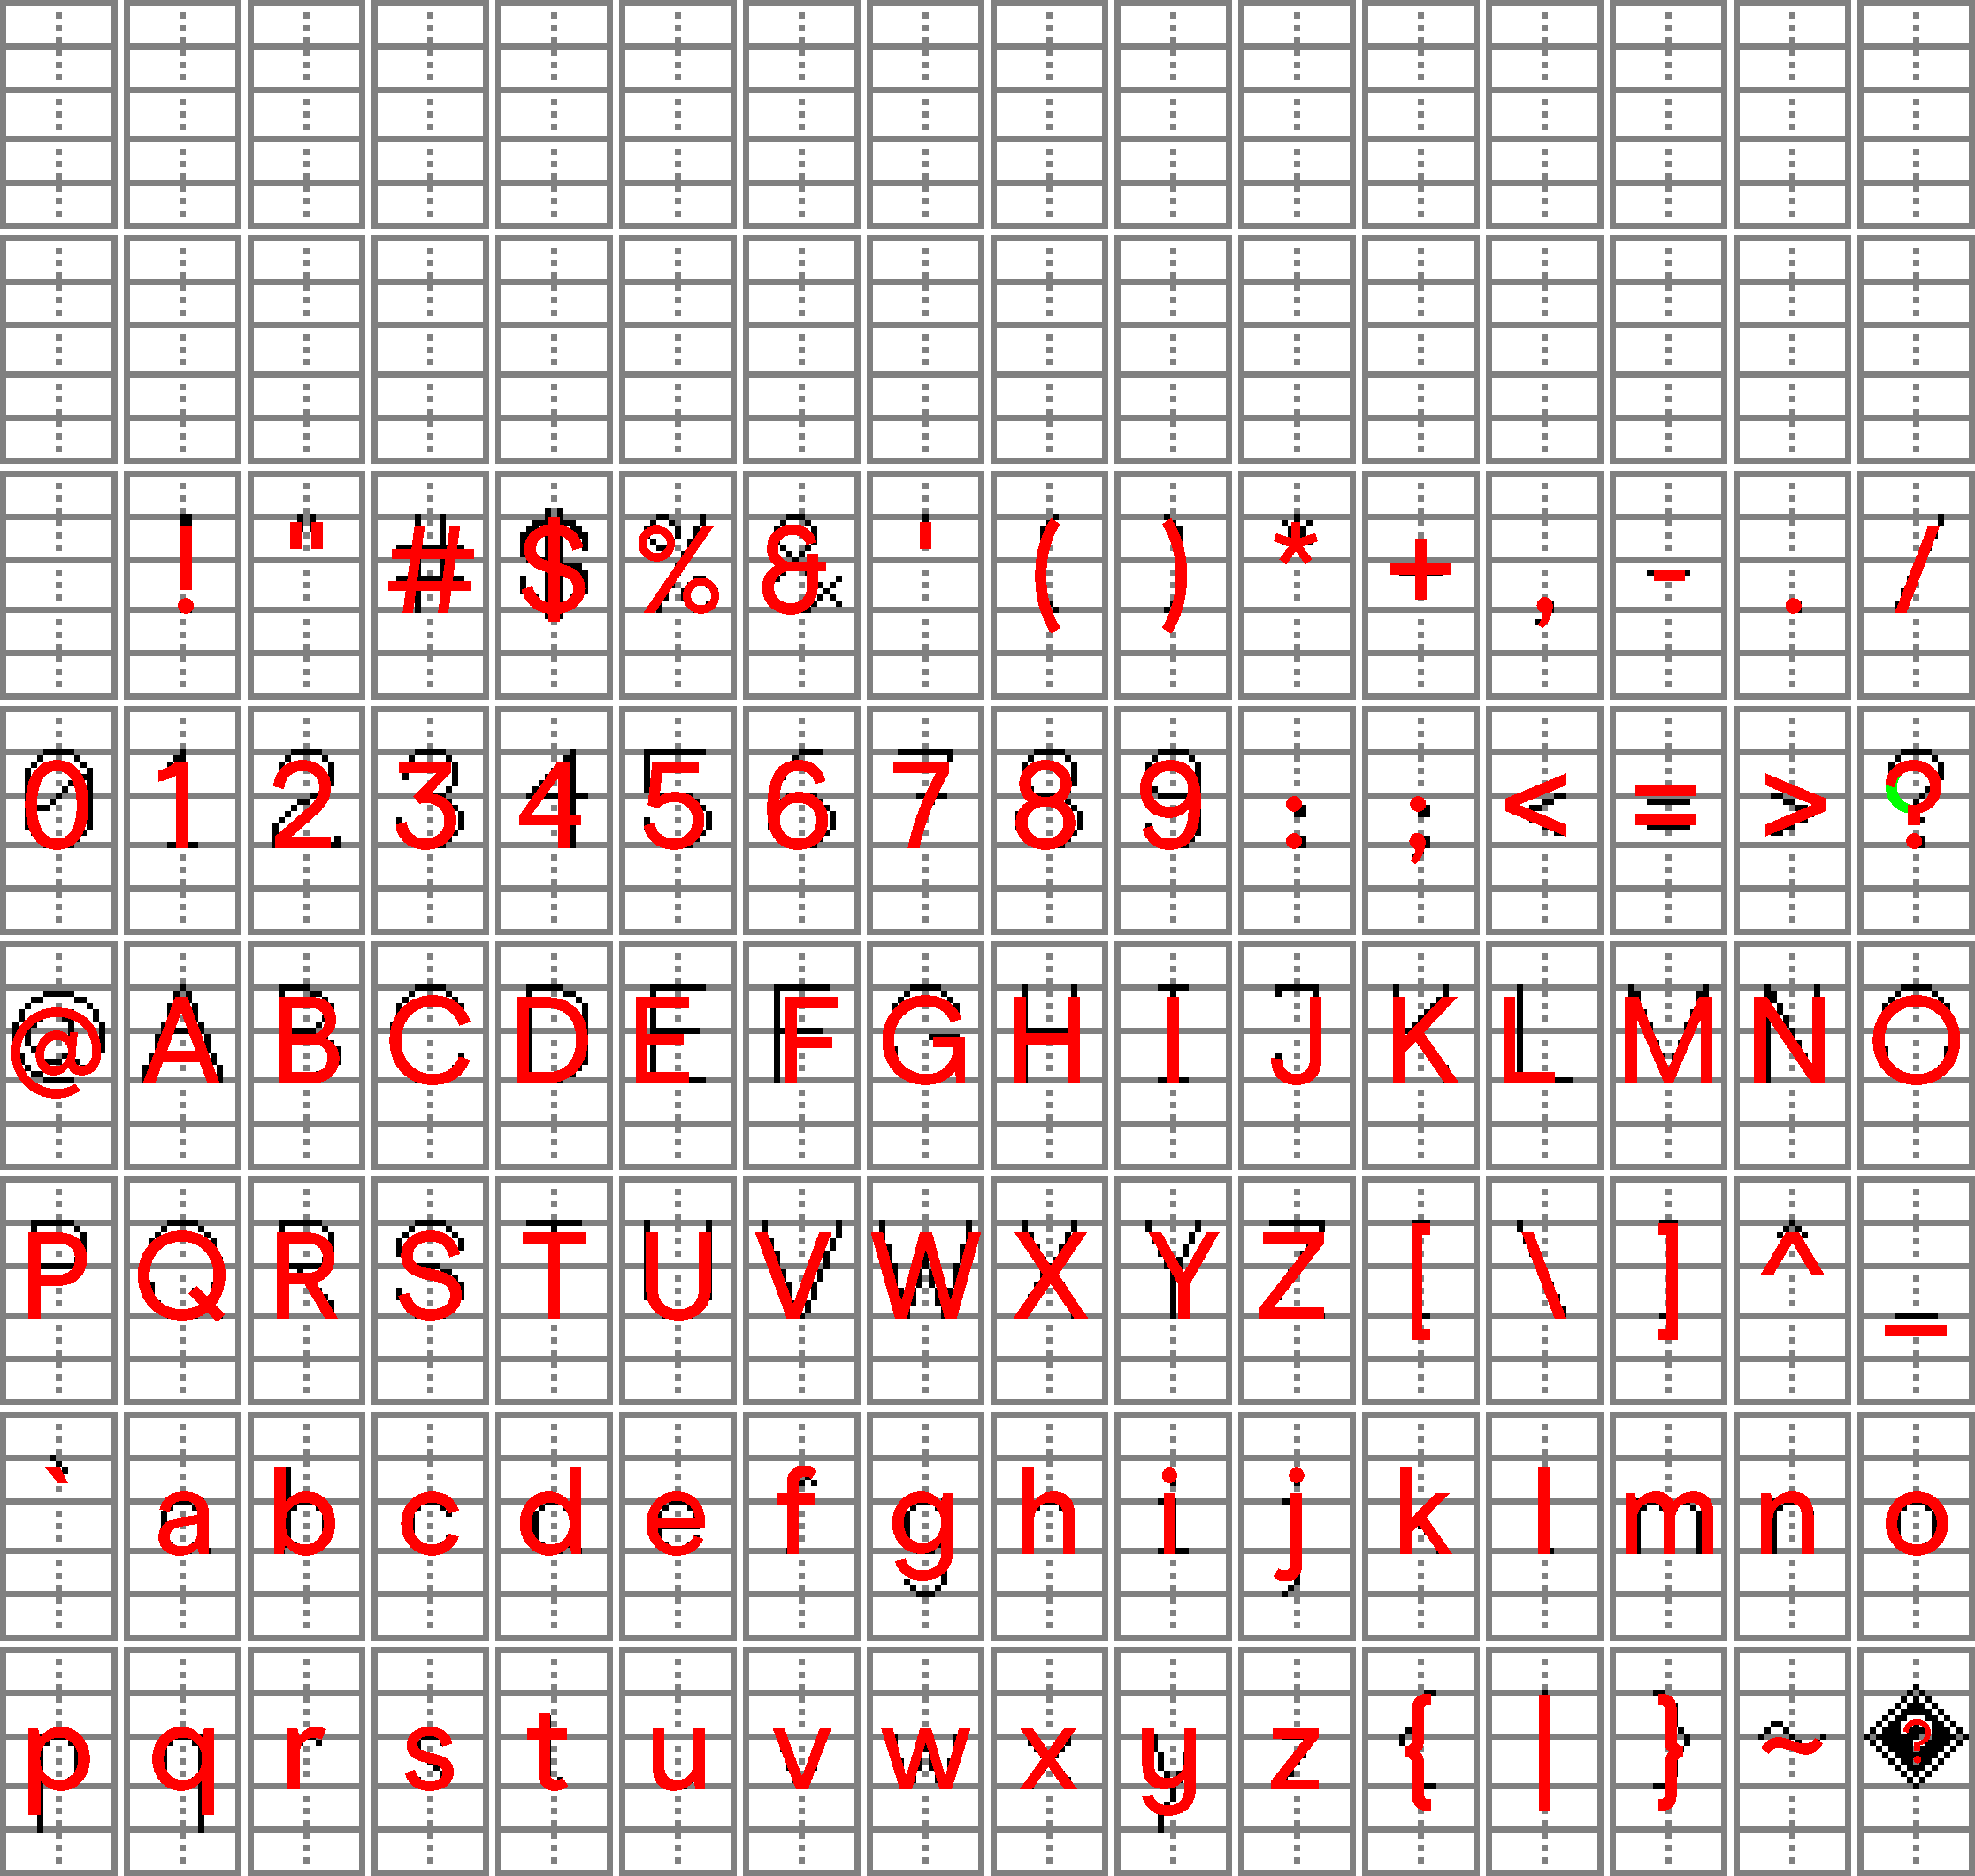 ! " # $ % & ' ( ) * + , - . /
0 1 2 3 4 5 6 7 8 9 : ; < = > ?
@ A B C D E F G H I J K L M N O
P Q R S T U V W X Y Z [ \ ] ^ _
` a b c d e f g h i j k l m n o
p q r s t u v w x y z { | } ~ �